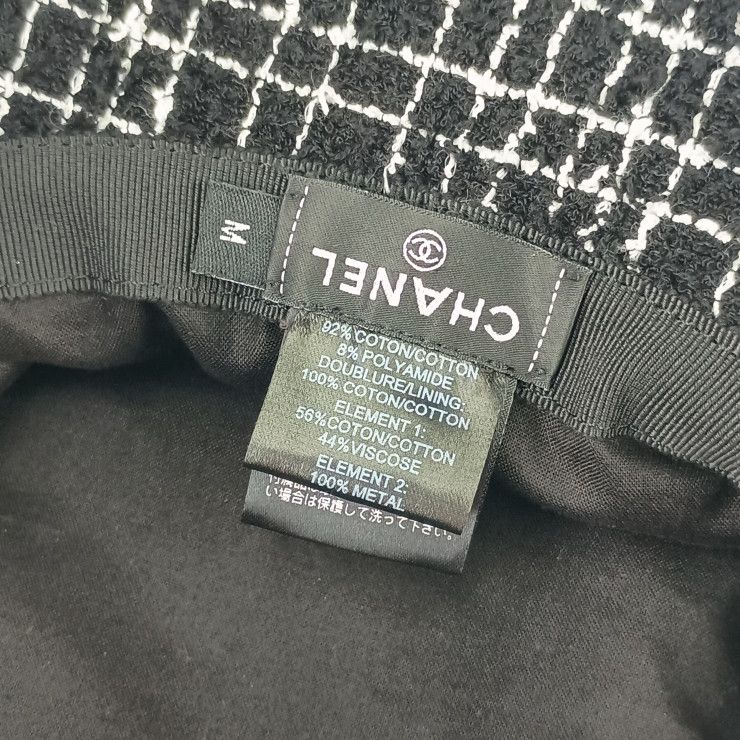 M
CHANEL
92% COTON/COTTON
8% POLYAMIDE
DOUBLURE/LINING:
100% COTON/COTTON
ELEMENT 1:
56%COTON/COTTON
44%VISCOSE
ELEMENT 2:
100% METAL
い場合は保護して洗って下さい。